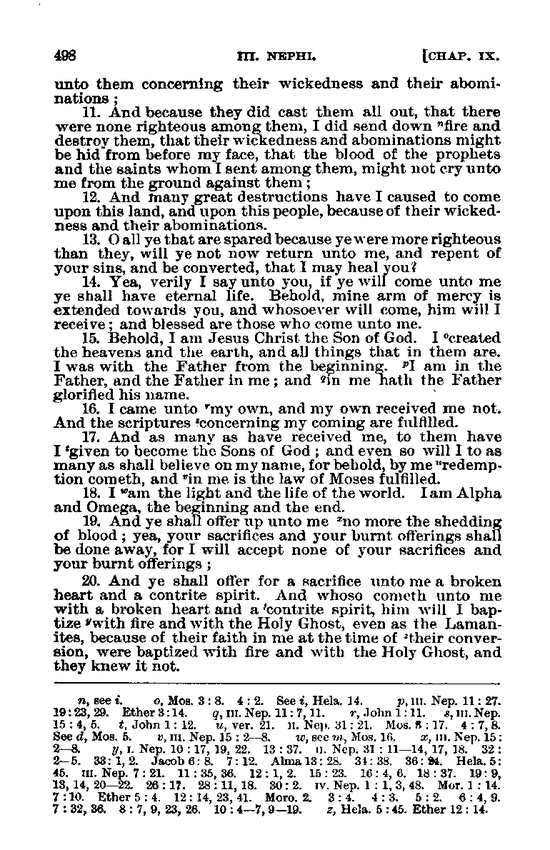 498 III. NEPHI. [CHAP. IX.
unto them concerning their wickedness and their abomi-
nations ;
11. And because they did cast them all out, that there
were none righteous among them, I did send down ⁿfire and
destroy them, that their wickedness and abominations might
be hid from before my face, that the blood of the prophets
and the saints whom I sent among them, might not cry unto
me from the ground against them ;
12. And many great destructions have I caused to come
upon this land, and upon this people, because of their wicked-
ness and their abominations.
13. O all ye that are spared because ye were more righteous
than they, will ye not now return unto me, and repent of
your sins, and be converted, that I may heal you?
14. Yea, verily I say unto you, if ye will come unto me
ye shall have eternal life. Behold, mine arm of mercy is
extended towards you, and whosoever will come, him will I
receive ; and blessed are those who come unto me.
15. Behold, I am Jesus Christ the Son of God. I ᵒcreated
the heavens and the earth, and all things that in them are.
I was with the Father from the beginning. ᵖI am in the
Father, and the Father in me ; and qin me hath the Father
glorified his name.
16. I came unto ʳmy own, and my own received me not.
And the scriptures ˢconcerning my coming are fulfilled.
17. And as many as have received me, to them have
I ᵗgiven to become the Sons of God ; and even so will I to as
many as shall believe on my name, for behold, by me ᵘredemp-
tion cometh, and ᵛin me is the law of Moses fulfilled.
18. I ʷam the light and the life of the world. I am Alpha
and Omega, the beginning and the end.
19. And ye shall offer up unto me ˣno more the shedding
of blood ; yea, your sacrifices and your burnt offerings shall
be done away, for I will accept none of your sacrifices and
your burnt offerings ;
20. And ye shall offer for a sacrifice unto me a broken
heart and a contrite spirit. And whoso cometh unto me
with a broken heart and a contrite spirit, him will I bap-
tize ʸwith fire and with the Holy Ghost, even as the Laman-
ites, because of their faith in me at the time of ᶻtheir conver-
sion, were baptized with fire and with the Holy Ghost, and
they knew it not.
n, see i. o, Mos. 3 : 8. 4 : 2. See i, Hela. 14. p, III. Nep. 11 : 27.
19 : 23, 29. Ether 3 : 14. q, III. Nep. 11 : 7, 11. r, John 1 : 11. s, III. Nep.
15 : 4, 5. t, John 1 : 12. u, ver. 21. II. Nep. 31 : 21. Mos. 8 : 17. 4 : 7, 8.
See d, Mos. 5. v, III. Nep. 15 : 2—8. w, see m, Mos. 16. x, III. Nep. 15 :
2—8. y, I. Nep. 10 : 17, 19, 22. 13 : 37. II. Nep. 31 : 11—14, 17, 18. 32 :
2—5. 33 : 1, 2. Jacob 6 : 8. 7 : 12. Alma 13 : 28. 31 : 38. 36 : 24. Hela. 5 :
45. III. Nep. 7 : 21. 11 : 35, 36. 12 : 1, 2. 15 : 23. 16 : 4, 6. 18 : 37. 19 : 9,
13, 14, 20—22. 26 : 17. 28 : 11, 18. 30 : 2. IV. Nep. 1 : 1, 3, 48. Mor. 1 : 14.
7 : 10. Ether 5 : 4. 12 : 14, 23, 41. Moro. 2. 3 : 4. 4 : 3. 5 : 2. 6 : 4, 9.
7 : 32, 36. 8 : 7, 9, 23, 26. 10 : 4—7, 9—19. z, Hela. 5 : 45. Ether 12 : 14.